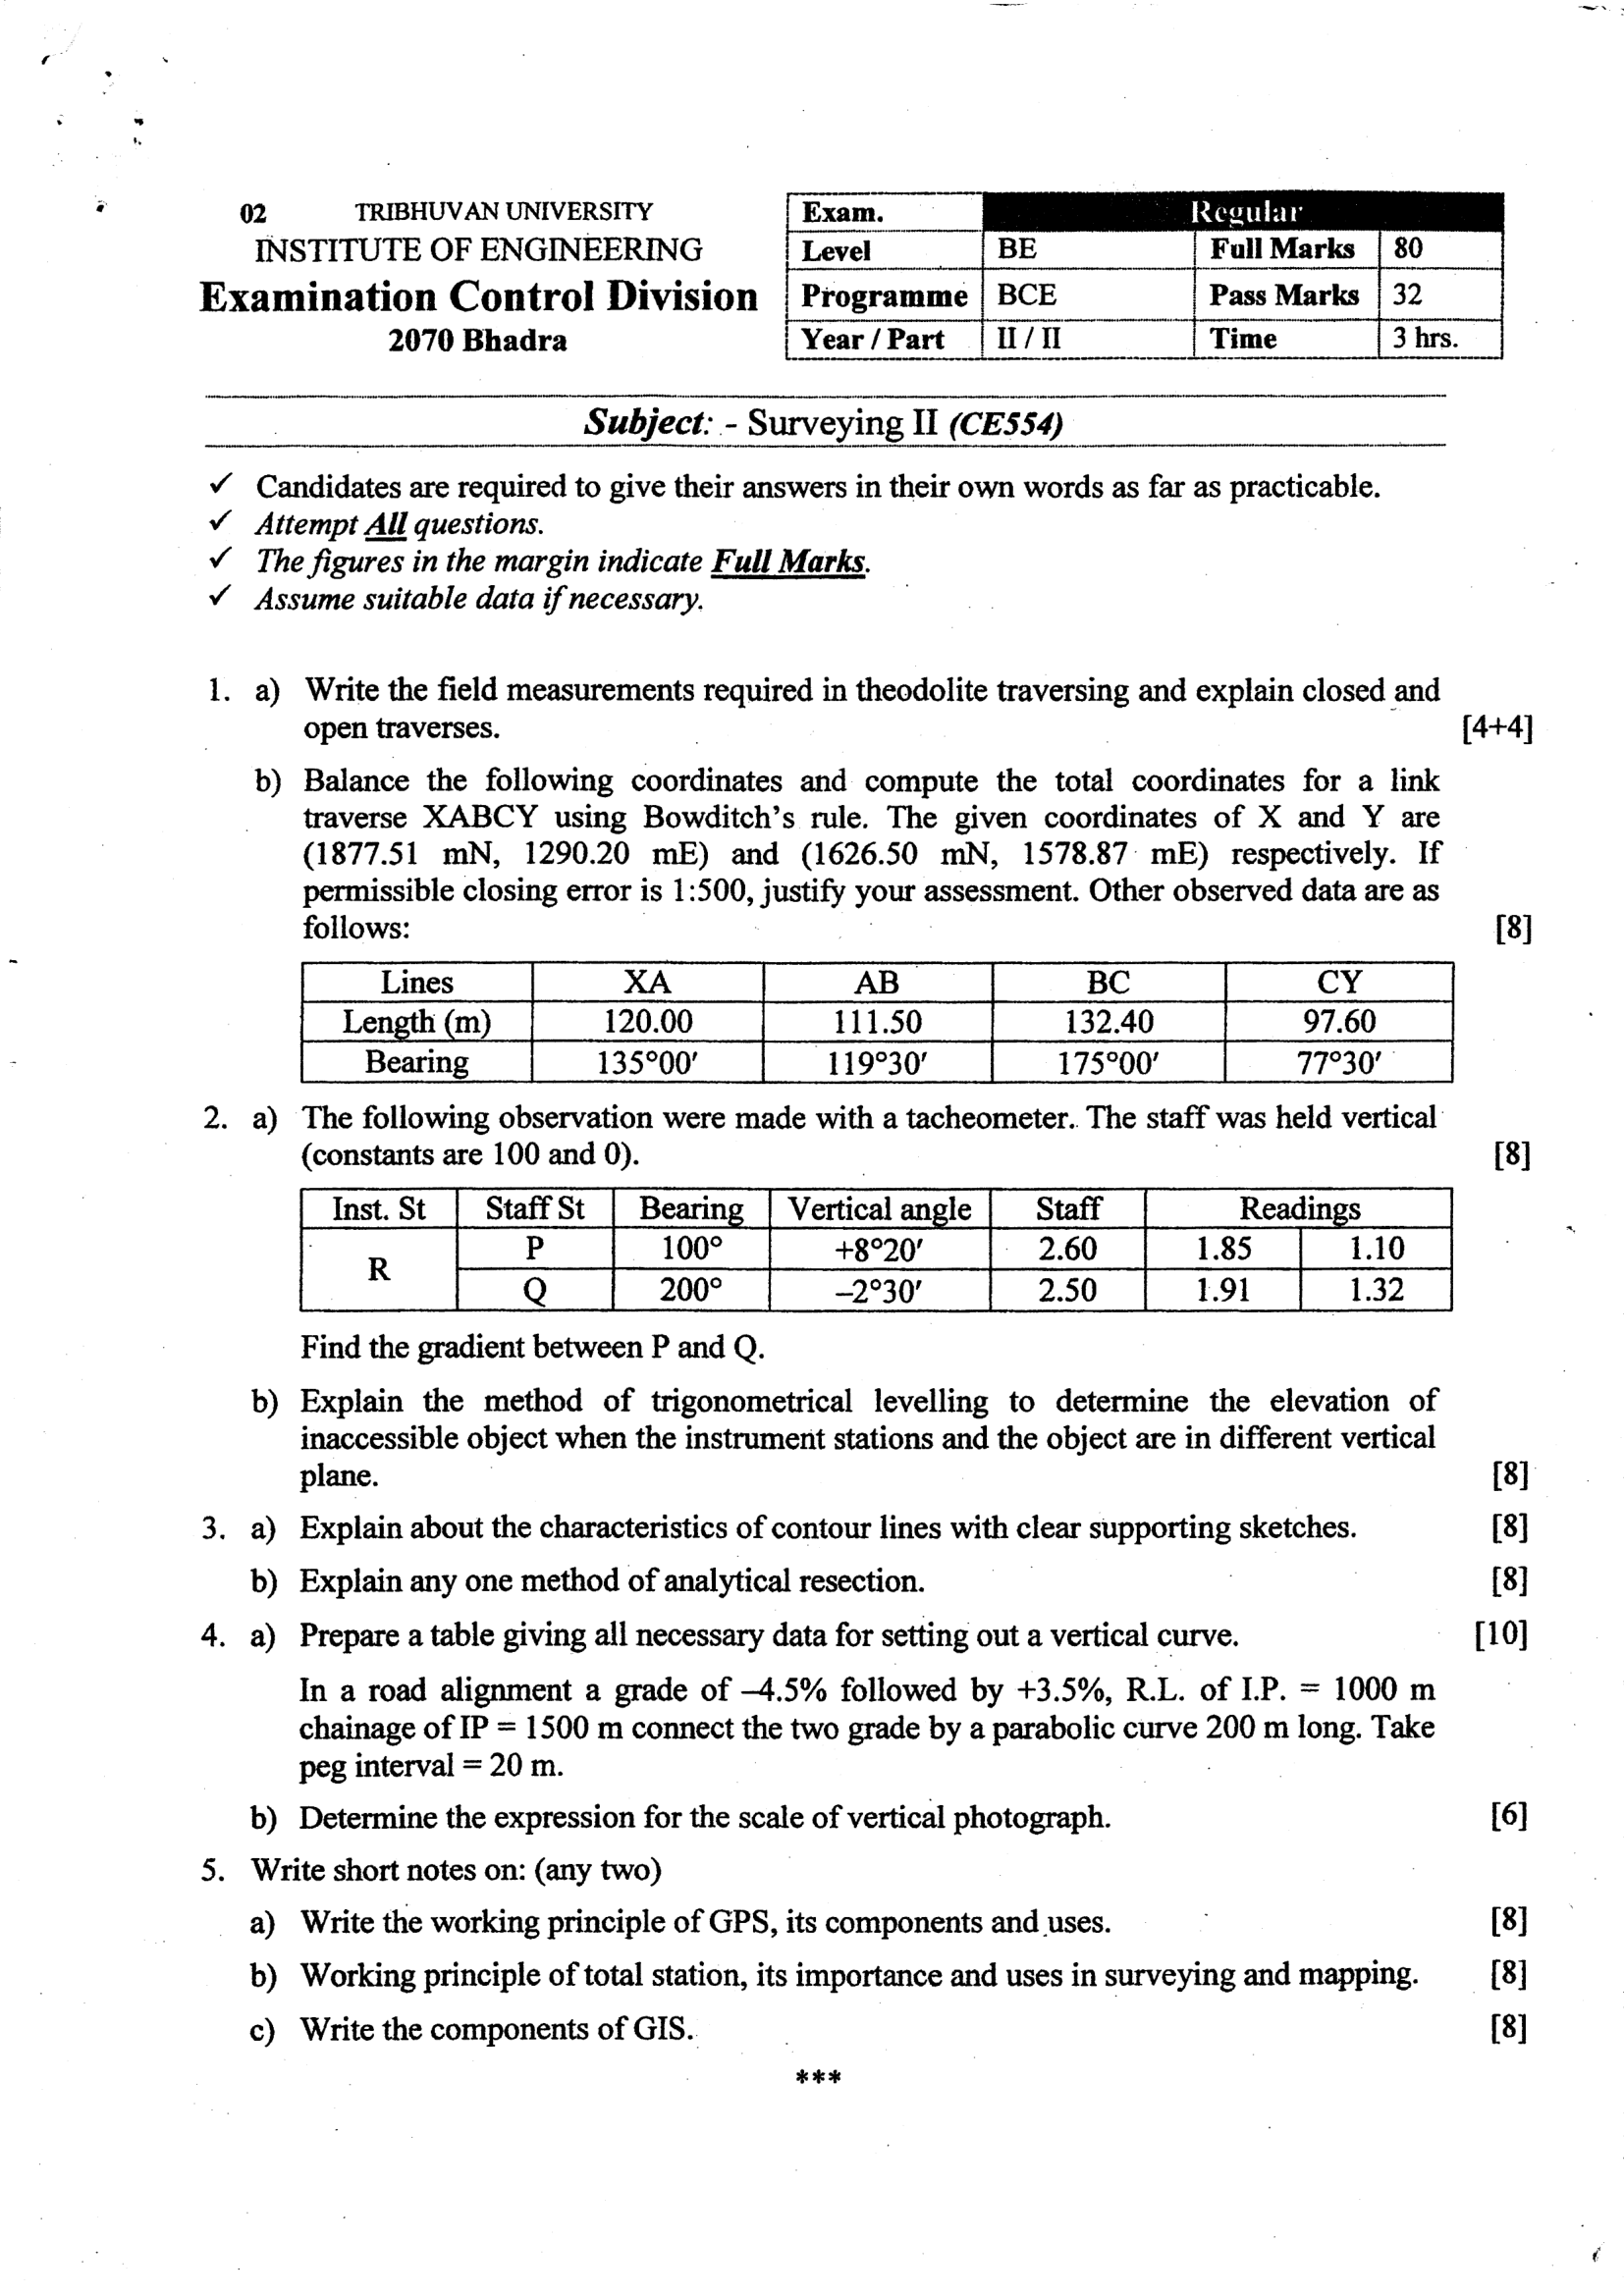 02 TRIBHUVAN UNIVERSITY
INSTITUTE OF ENGINEERING
Examination Control Division
2070 Bhadra
Exam. Regular
Level BE Full Marks 80
Programme BCE Pass Marks 32
Year / Part II / II Time 3 hrs.
Subject: - Surveying II (CE554)
✓ Candidates are required to give their answers in their own words as far as practicable.
✓ Attempt All questions.
✓ The figures in the margin indicate Full Marks.
✓ Assume suitable data if necessary.
1. a) Write the field measurements required in theodolite traversing and explain closed and
open traverses. [4+4]
b) Balance the following coordinates and compute the total coordinates for a link
traverse XABCY using Bowditch's rule. The given coordinates of X and Y are
(1877.51 mN, 1290.20 mE) and (1626.50 mN, 1578.87 mE) respectively. If
permissible closing error is 1:500, justify your assessment. Other observed data are as
follows: [8]
Lines XA AB BC CY
Length (m) 120.00 111.50 132.40 97.60
Bearing 135°00' 119°30' 175°00' 77°30'
2. a) The following observation were made with a tacheometer. The staff was held vertical
(constants are 100 and 0). [8]
Inst. St Staff St Bearing Vertical angle Staff Readings
R P 100° +8°20' 2.60 1.85 1.10
Q 200° –2°30' 2.50 1.91 1.32
Find the gradient between P and Q.
b) Explain the method of trigonometrical levelling to determine the elevation of
inaccessible object when the instrument stations and the object are in different vertical
plane. [8]
3. a) Explain about the characteristics of contour lines with clear supporting sketches. [8]
b) Explain any one method of analytical resection. [8]
4. a) Prepare a table giving all necessary data for setting out a vertical curve. [10]
In a road alignment a grade of –4.5% followed by +3.5%, R.L. of I.P. = 1000 m
chainage of IP = 1500 m connect the two grade by a parabolic curve 200 m long. Take
peg interval = 20 m.
b) Determine the expression for the scale of vertical photograph. [6]
5. Write short notes on: (any two)
a) Write the working principle of GPS, its components and uses. [8]
b) Working principle of total station, its importance and uses in surveying and mapping. [8]
c) Write the components of GIS. [8]
***